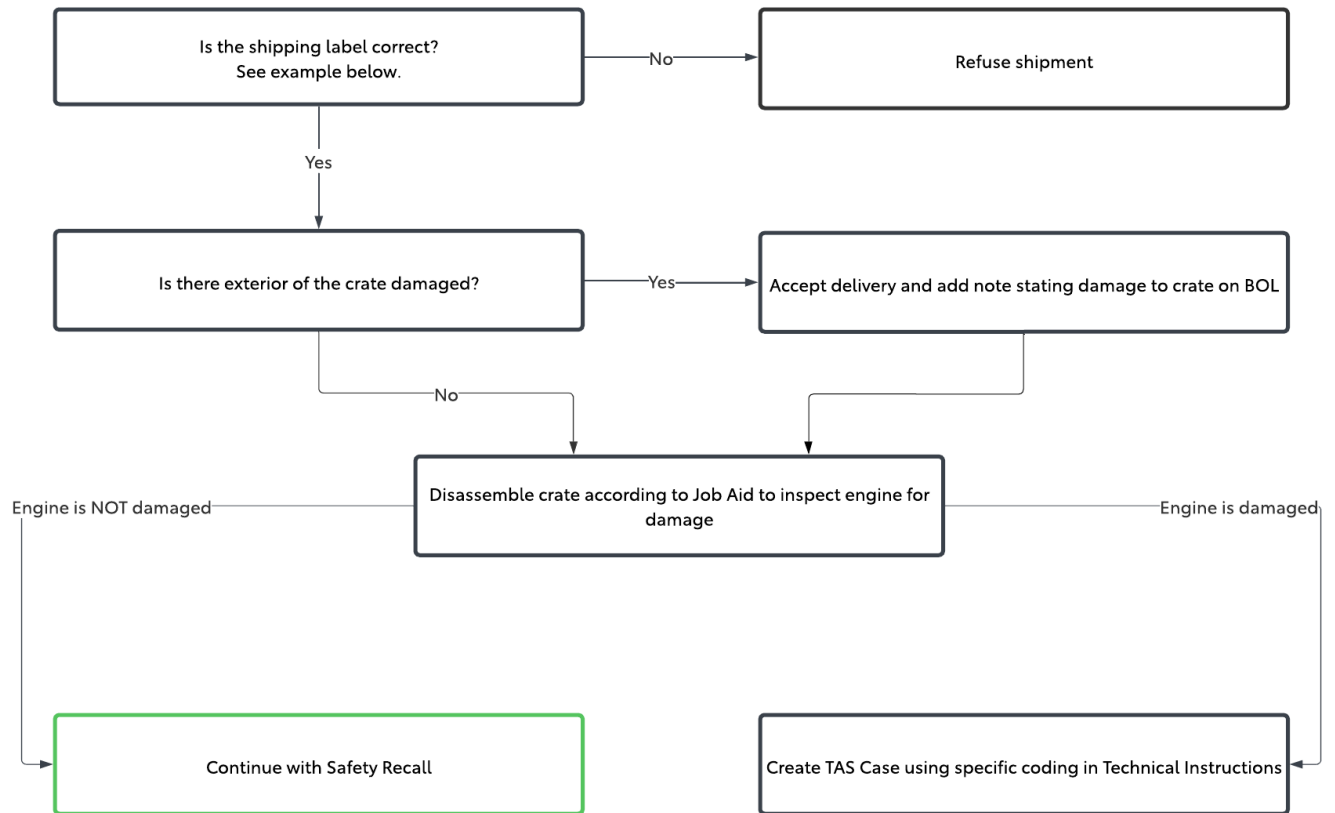 Is the shipping label correct?
See example below.
No
Refuse shipment
Yes
Is there exterior of the crate damaged?
Yes
Accept delivery and add note stating damage to crate on BOL
No
Disassemble crate according to Job Aid to inspect engine for
damage
Engine is NOT damaged
Engine is damaged
Continue with Safety Recall
Create TAS Case using specific coding in Technical Instructions